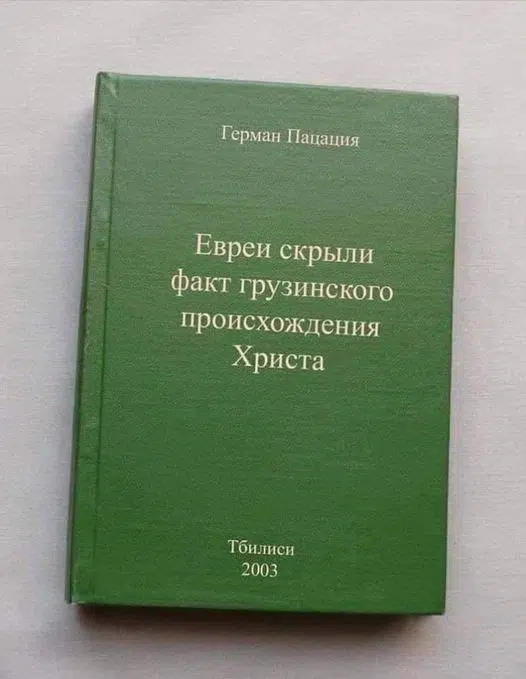 Герман Пацация
Евреи скрыли
факт грузинского
происхождения
Христа
Тбилиси
2003